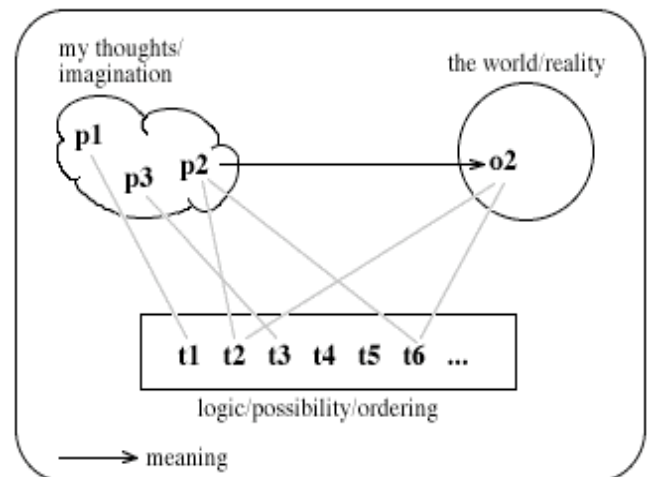 my thoughts/
imagination
the world/reality
p1
p3
p2
o2
t1 t2 t3 t4 t5 t6 ...
logic/possibility/ordering
meaning